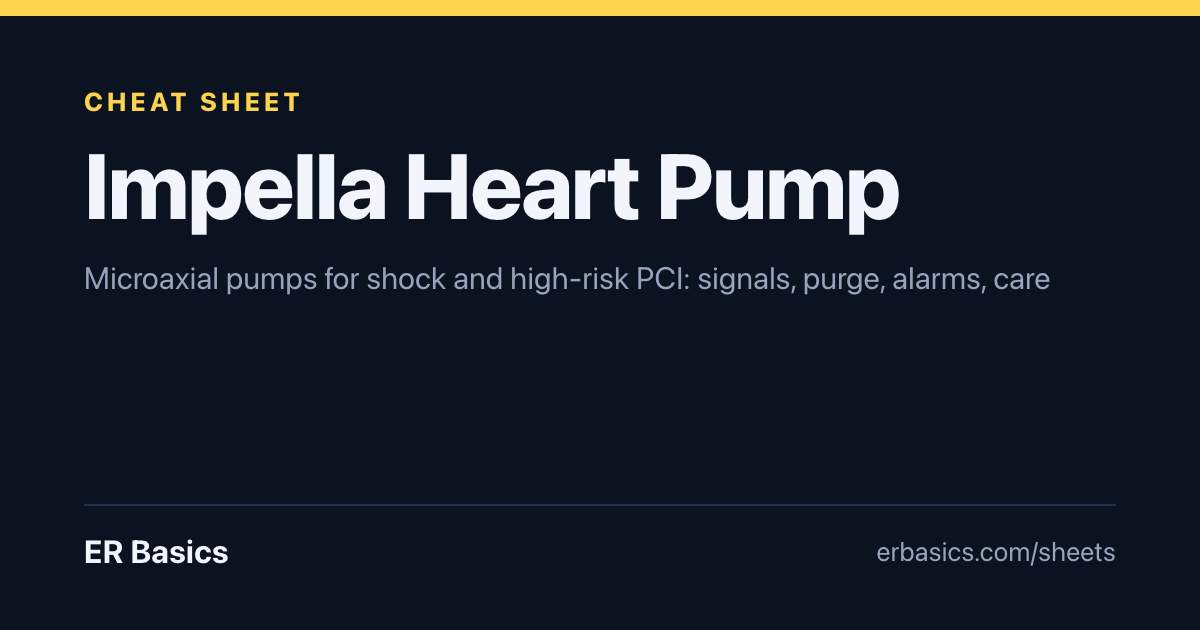 CHEAT SHEET
Impella Heart Pump
Microaxial pumps for shock and high-risk PCI: signals, purge, alarms, care
ER Basics
erbasics.com/sheets